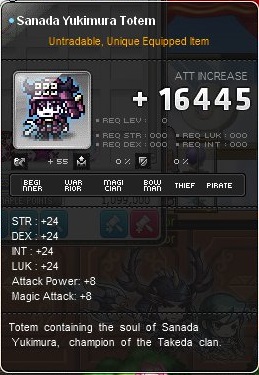 Sanada Yukimura Totem
Untradable, Unique Equipped Item
ATT INCREASE
+ 16445
REQ LEV : 0
REQ STR : 000 REQ LUK : 000
REQ DEX : 000 REQ INT : 000
+ 55 0 % 0 %
BEGINNER WARRIOR MAGICIAN BOWMAN THIEF PIRATE
1,099,000
STR : +24
DEX : +24
INT : +24
LUK : +24
Attack Power: +8
Magic Attack: +8
Totem containing the soul of Sanada
Yukimura, champion of the Takeda clan.